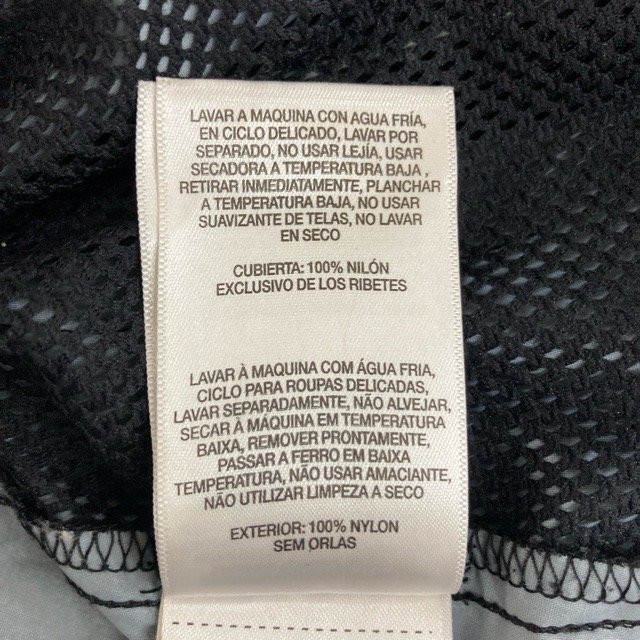 LAVAR A MAQUINA CON AGUA FRÍA,
EN CICLO DELICADO, LAVAR POR
SEPARADO, NO USAR LEJÍA, USAR
SECADORA A TEMPERATURA BAJA ,
RETIRAR INMEDIATAMENTE, PLANCHAR
A TEMPERATURA BAJA, NO USAR
SUAVIZANTE DE TELAS, NO LAVAR
EN SECO
CUBIERTA: 100% NILÓN
EXCLUSIVO DE LOS RIBETES
LAVAR À MAQUINA COM ÁGUA FRIA,
CICLO PARA ROUPAS DELICADAS,
LAVAR SEPARADAMENTE, NÃO ALVEJAR,
SECAR À MÁQUINA EM TEMPERATURA
BAIXA, REMOVER PRONTAMENTE,
PASSAR A FERRO EM BAIXA
TEMPERATURA, NÃO USAR AMACIANTE,
NÃO UTILIZAR LIMPEZA A SECO
EXTERIOR: 100% NYLON
SEM ORLAS